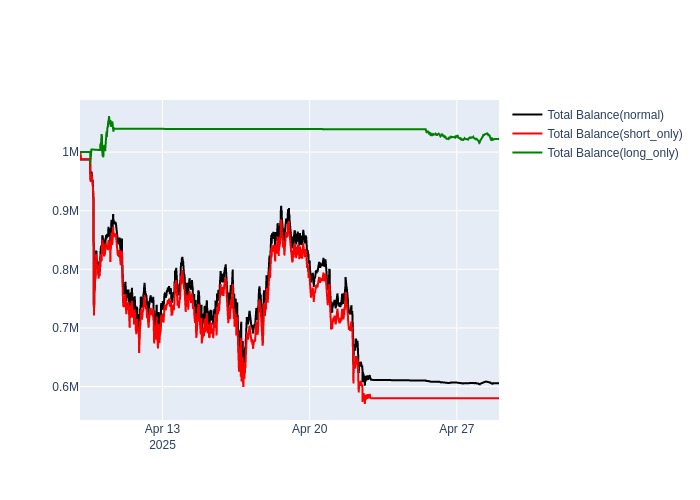 1M
0.9M
0.8M
0.7M
0.6M
Apr 13
2025
Apr 20
Apr 27
Total Balance(normal)
Total Balance(short_only)
Total Balance(long_only)